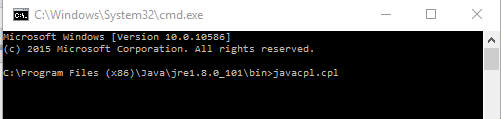 C:\Windows\System32\cmd.exe
Microsoft Windows [Version 10.0.10586]
(c) 2015 Microsoft Corporation. All rights reserved.
C:\Program Files (x86)\Java\jre1.8.0_101\bin>javacpl.cpl